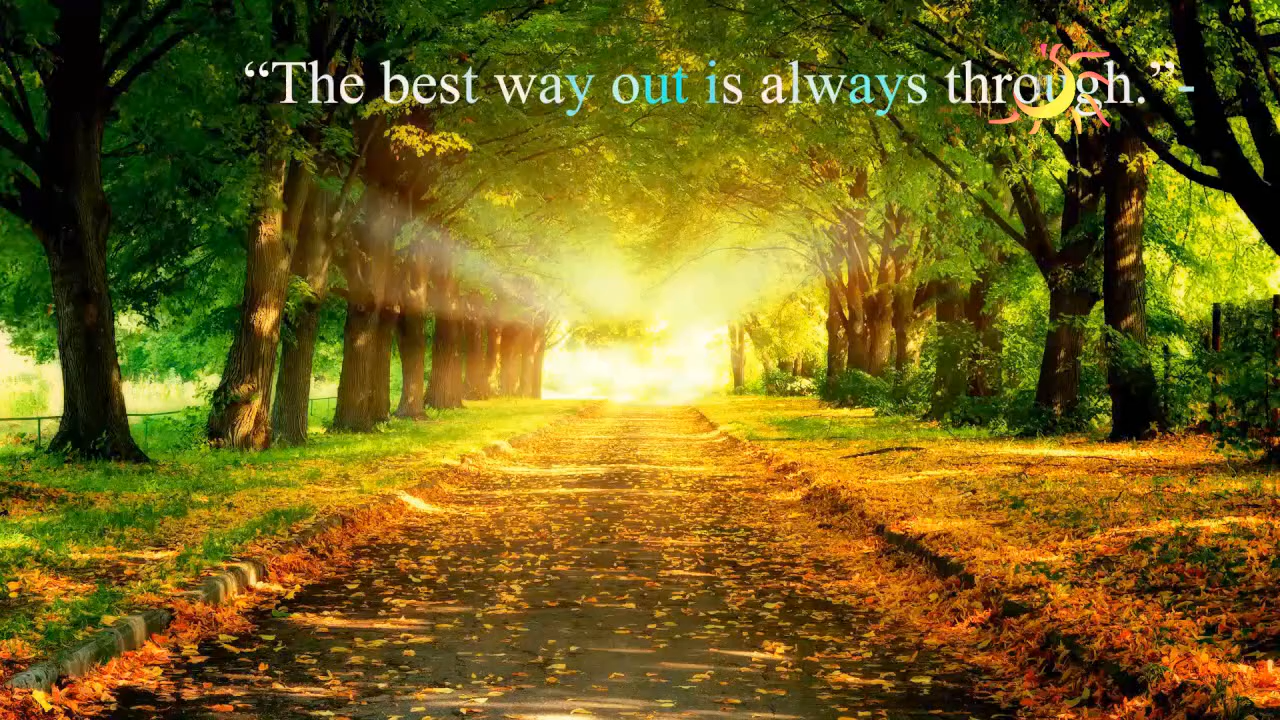 “The best way out is always through.” -